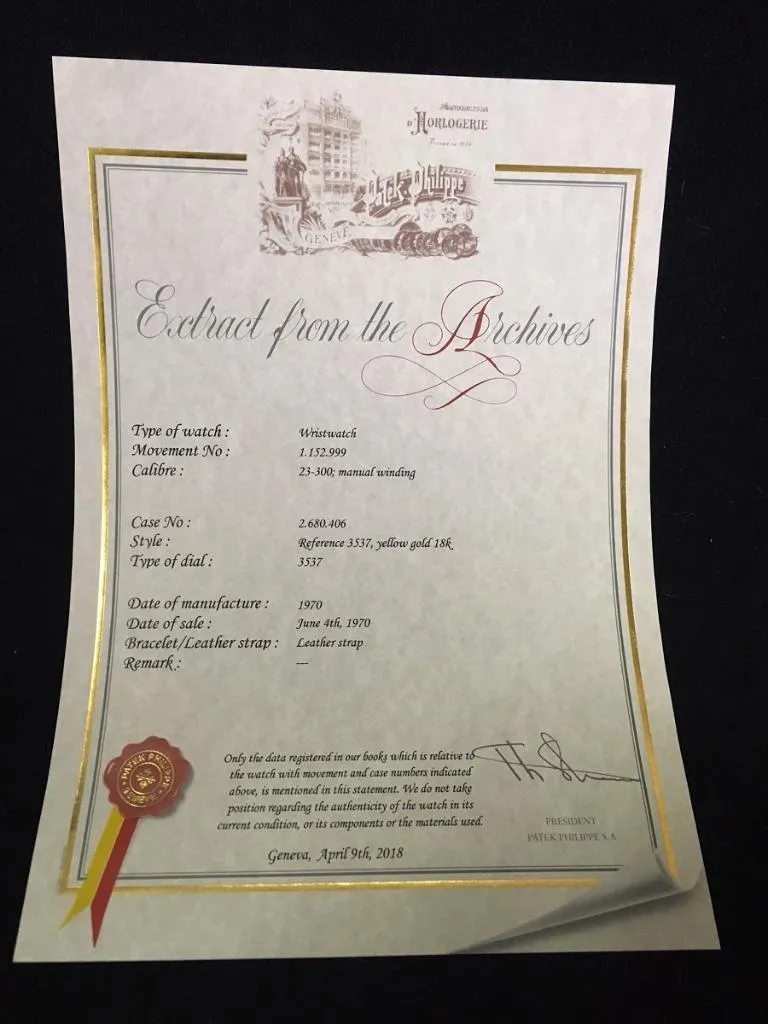 D'HORLOGERIE
Patek Philippe
GENÈVE
Extract from the Archives
Type of watch : Wristwatch
Movement No : 1.152.999
Calibre : 23-300; manual winding
Case No : 2.680.406
Style : Reference 3537, yellow gold 18k
Type of dial : 3537
Date of manufacture : 1970
Date of sale : June 4th, 1970
Bracelet/Leather strap : Leather strap
Remark : ---
Only the data registered in our books which is relative to
the watch with movement and case numbers indicated
above, is mentioned in this statement. We do not take
position regarding the authenticity of the watch in its
current condition, or its components or the materials used.
Geneva, April 9th, 2018
PRESIDENT
PATEK PHILIPPE S.A
PATEK PHILIPPE
GENEVE